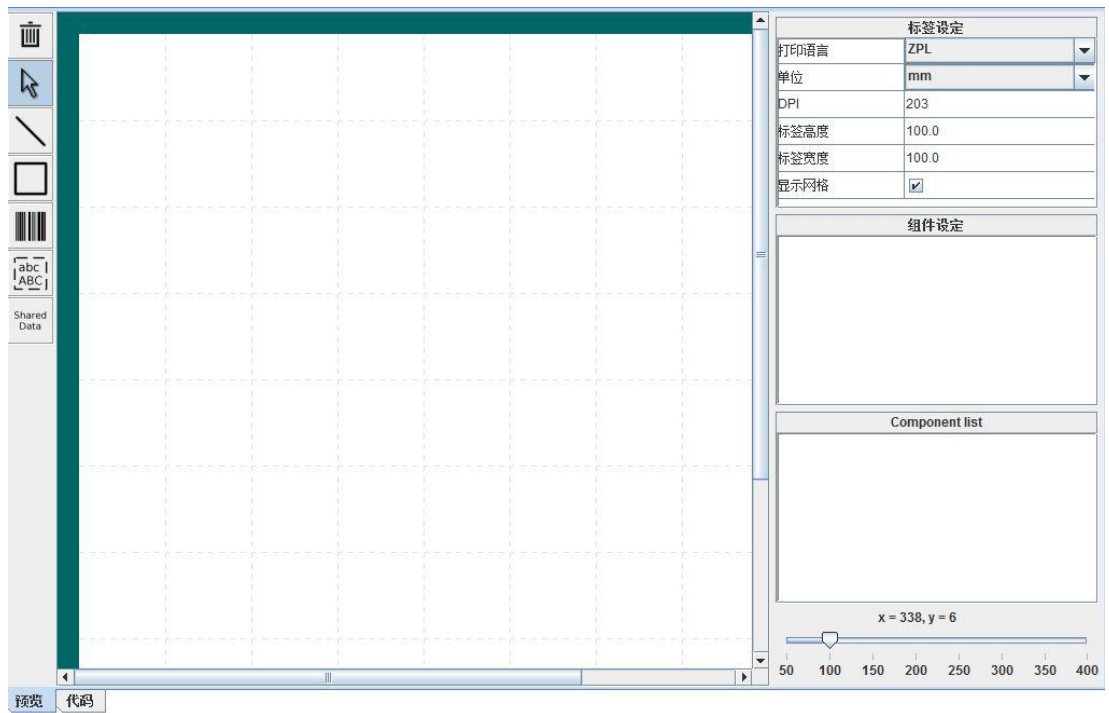 abc
ABC
Shared
Data
标签设定
打印语言 ZPL
单位 mm
DPI 203
标签高度 100.0
标签宽度 100.0
显示网格
组件设定
Component list
x = 338, y = 6
50 100 150 200 250 300 350 400
预览 代码